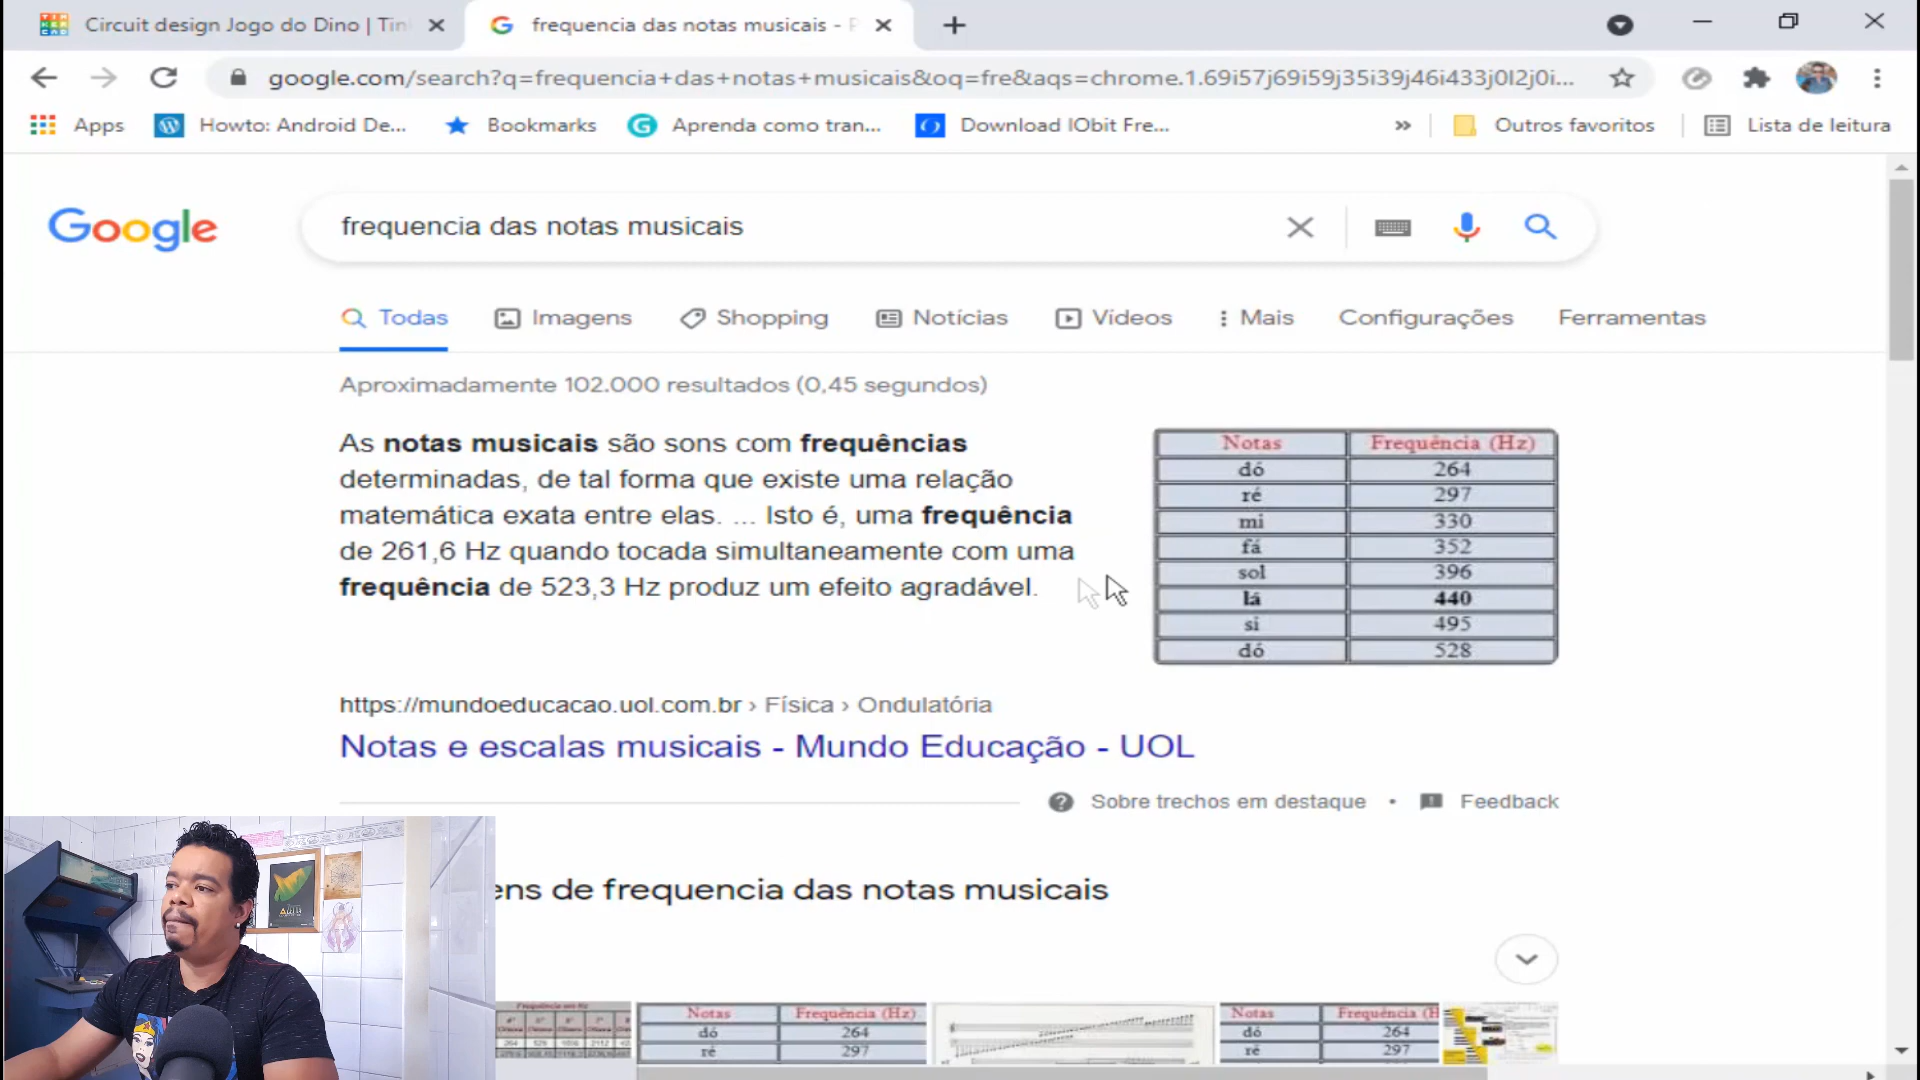 Circuit design Jogo do Dino | Tin
frequencia das notas musicais - P
google.com/search?q=frequencia+das+notas+musicais&oq=fre&aqs=chrome.1.69i57j69i59j35i39j46i433j0l2j0i...
Apps
Howto: Android De...
Bookmarks
Aprenda como tran...
Download IObit Fre...
»
Outros favoritos
Lista de leitura
Google
frequencia das notas musicais
Todas
Imagens
Shopping
Notícias
Vídeos
Mais
Configurações
Ferramentas
Aproximadamente 102.000 resultados (0,45 segundos)
As notas musicais são sons com frequências
determinadas, de tal forma que existe uma relação
matemática exata entre elas. ... Isto é, uma frequência
de 261,6 Hz quando tocada simultaneamente com uma
frequência de 523,3 Hz produz um efeito agradável.
Notas Frequência (Hz)
dó 264
ré 297
mi 330
fá 352
sol 396
lá 440
si 495
dó 528
https://mundoeducacao.uol.com.br › Física › Ondulatória
Notas e escalas musicais - Mundo Educação - UOL
Sobre trechos em destaque • Feedback
ens de frequencia das notas musicais
Notas Frequência (Hz)
dó 264
ré 297
Notas Frequência (H
dó 264
ré 297